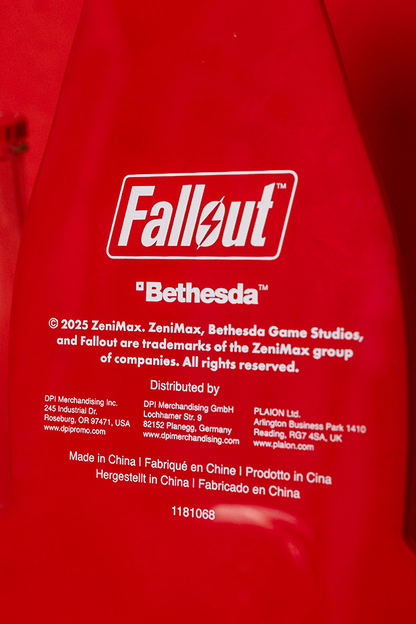 Fallout™
Bethesda™
© 2025 ZeniMax. ZeniMax, Bethesda Game Studios,
and Fallout are trademarks of the ZeniMax group
of companies. All rights reserved.
Distributed by
DPI Merchandising Inc.
245 Industrial Dr.
Roseburg, OR 97471, USA
www.dpipromo.com
DPI Merchandising GmbH
Lochhamer Str. 9
82152 Planegg, Germany
www.dpimerchandising.com
PLAION Ltd.
Arlington Business Park 1410
Reading, RG7 4SA, UK
www.plaion.com
Made in China | Fabriqué en Chine | Prodotto in Cina
Hergestellt in China | Fabricado en China
1181068